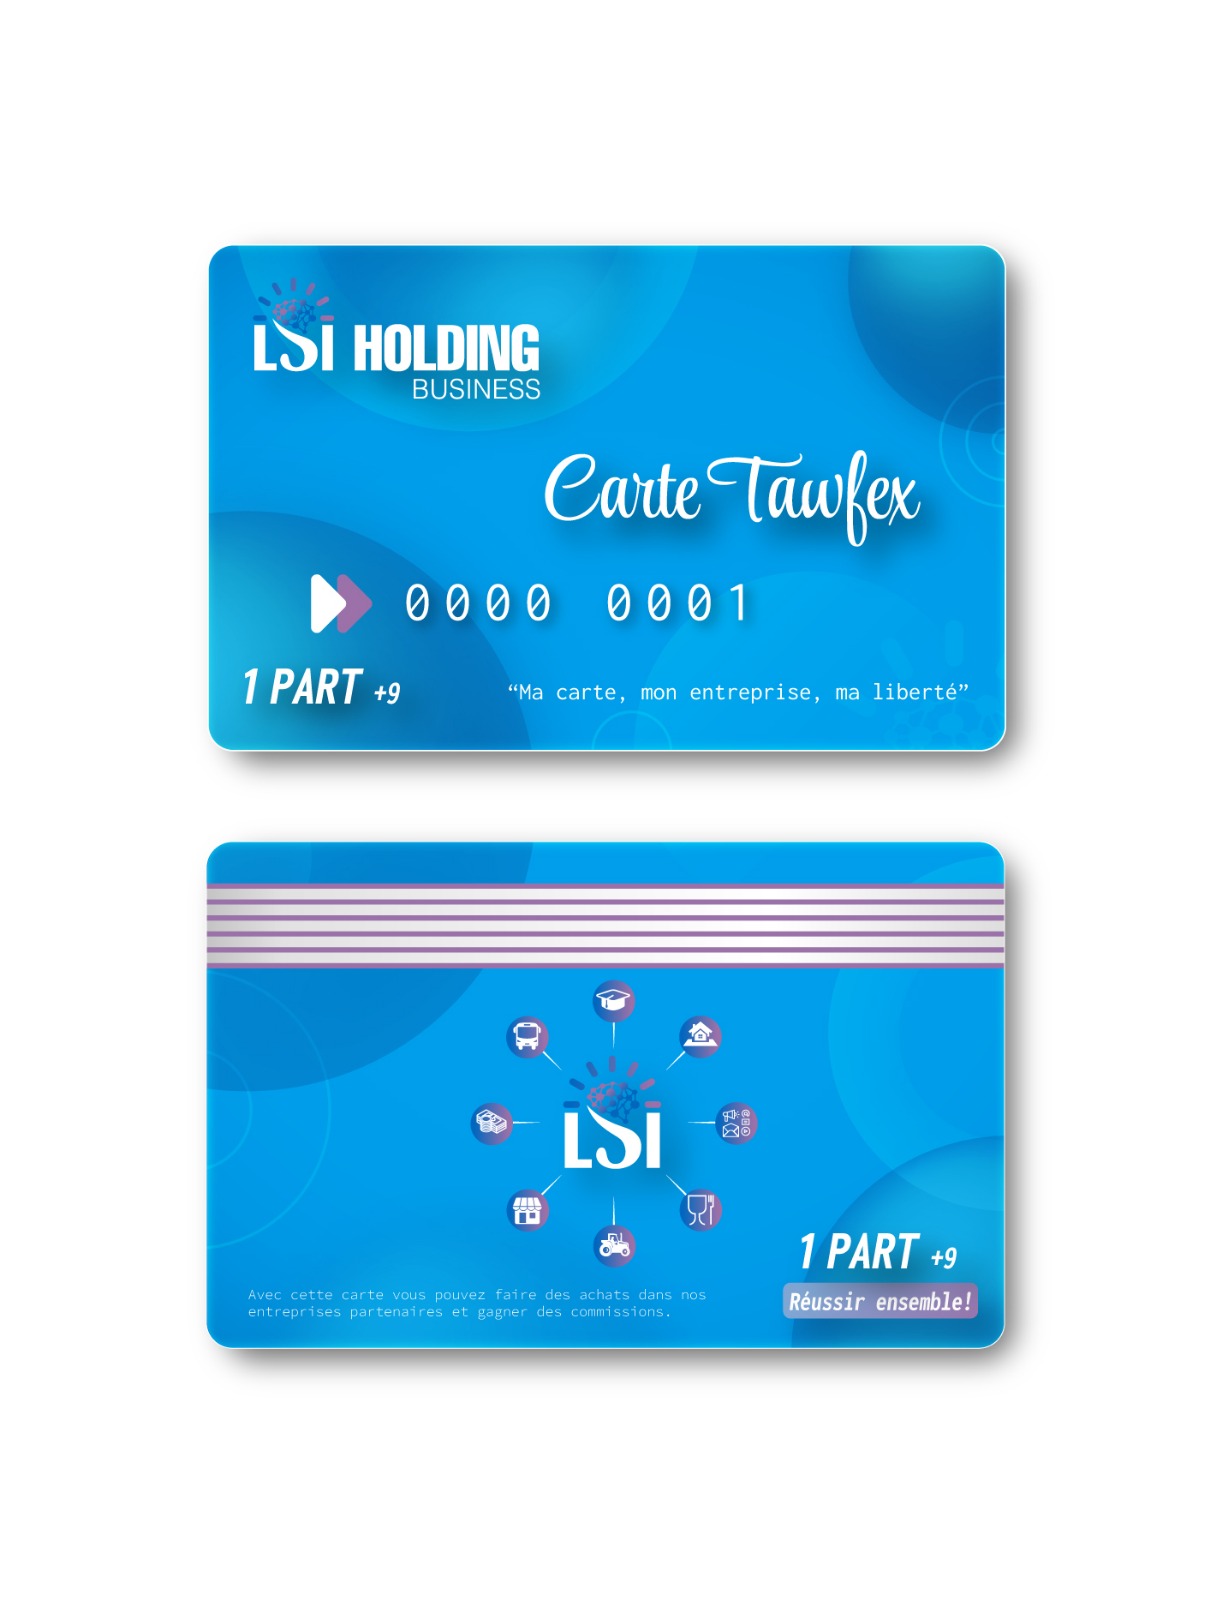 LSI HOLDING
BUSINESS
Carte Tawfex
0000 0001
1 PART +9
“Ma carte, mon entreprise, ma liberté”
LSI
1 PART +9
Réussir ensemble!
Avec cette carte vous pouvez faire des achats dans nos
entreprises partenaires et gagner des commissions.